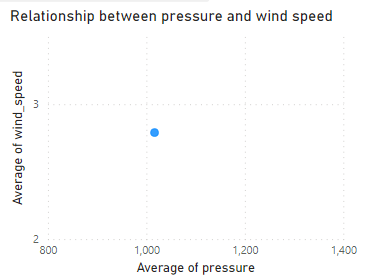 Relationship between pressure and wind speed
Average of wind_speed
3
2
800
1,000
1,200
1,400
Average of pressure